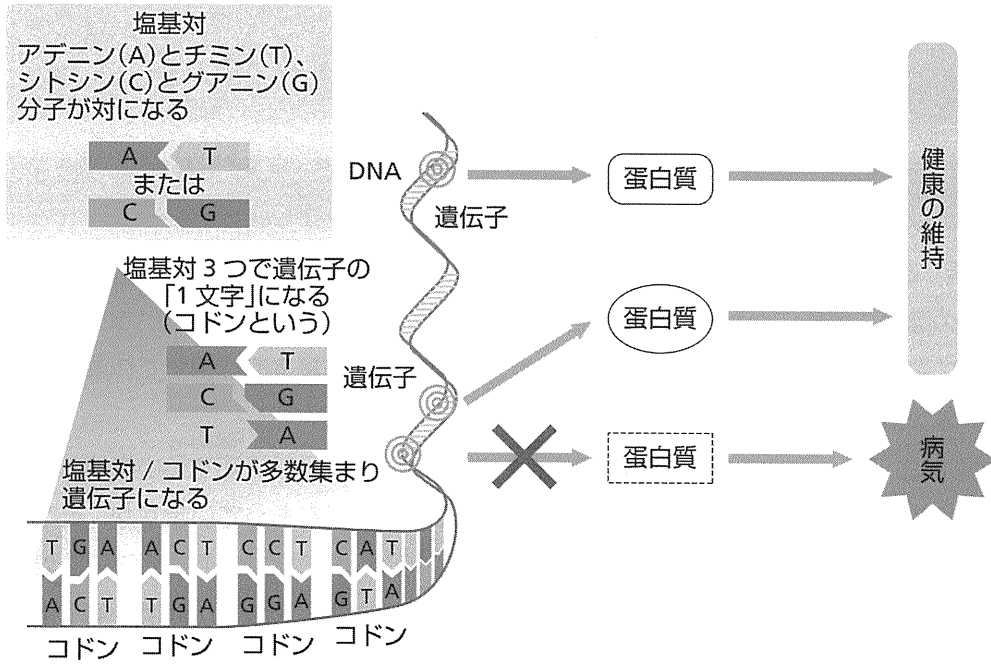 塩基対
アデニン(A)とチミン(T)、
シトシン(C)とグアニン(G)
分子が対になる
A T
または
C G
DNA
遺伝子
蛋白質
健康の維持
塩基対3つで遺伝子の
「1文字」になる
(コドンという)
A T
C G
T A
遺伝子
蛋白質
蛋白質
病気
塩基対/コドンが多数集まり
遺伝子になる
T G A A C T C C T C A T
A C T T G A G G A G T A
コドン コドン コドン コドン